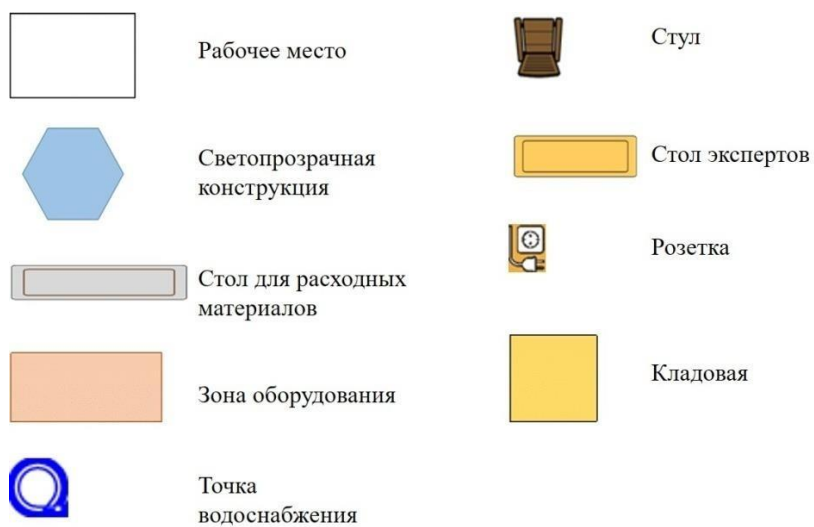 Рабочее место
Светопрозрачная
конструкция
Стол для расходных
материалов
Зона оборудования
Точка
водоснабжения
Стул
Стол экспертов
Розетка
Кладовая